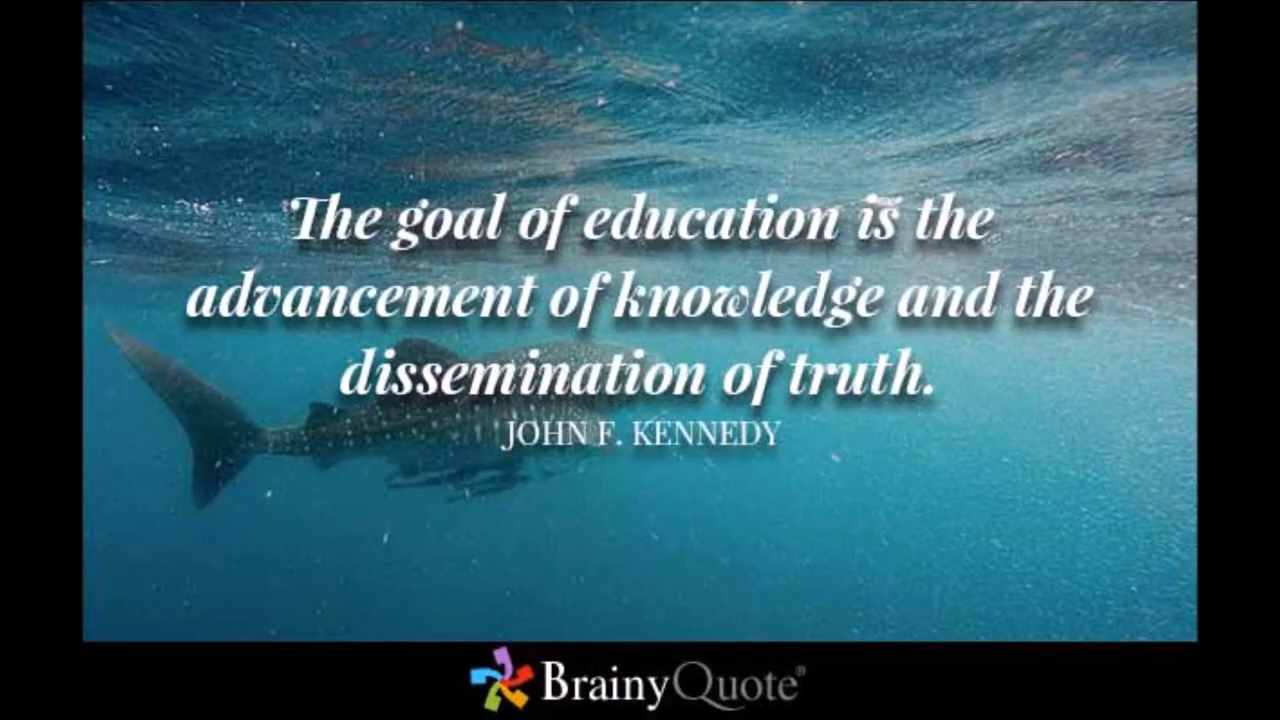 The goal of education is the
advancement of knowledge and the
dissemination of truth.
JOHN F. KENNEDY
BrainyQuote®